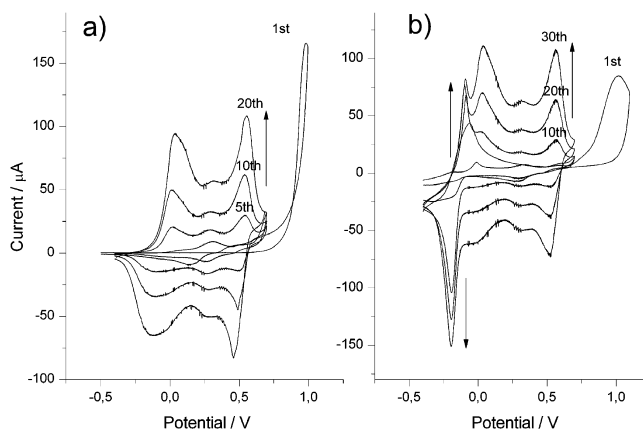 a)
1st
20th
10th
5th
150
100
50
0
-50
-100
Current / μA
-0,5
0,0
0,5
1,0
Potential / V
b)
30th
1st
20th
10th
100
50
0
-50
-100
-150
-0,5
0,0
0,5
1,0
Potential / V